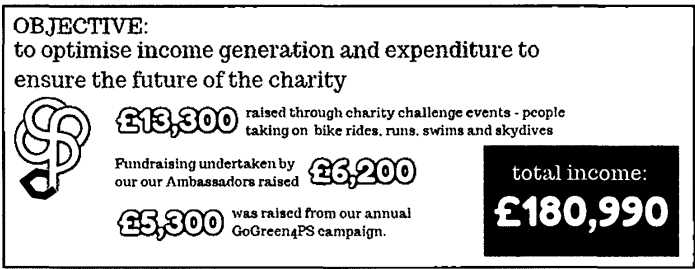 OBJECTIVE:
to optimise income generation and expenditure to
ensure the future of the charity
£13,300 raised through charity challenge events - people
taking on bike rides, runs, swims and skydives
Fundraising undertaken by
our our Ambassadors raised £6,200
£5,300 was raised from our annual
GoGreen4PS campaign.
total income:
£180,990